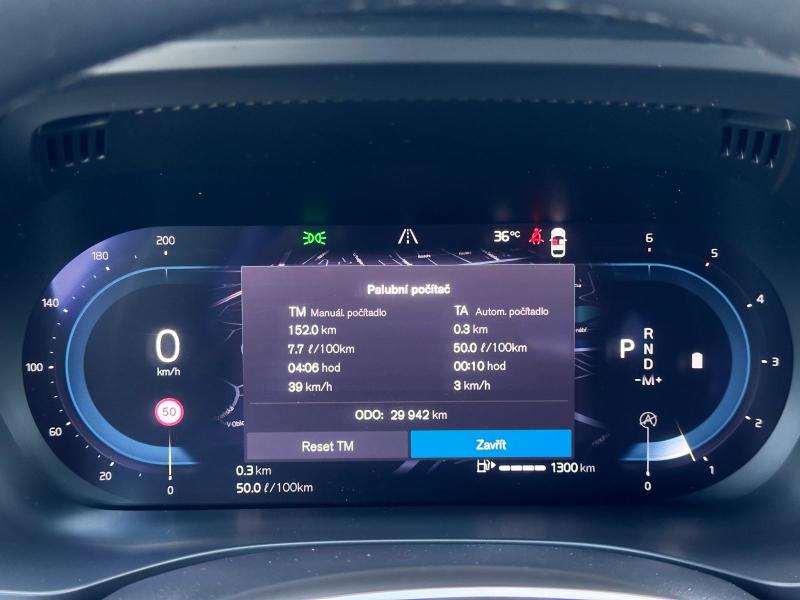 36°C
200
180
140
100
60
20
0
0
km/h
50
Palubní počítač
TM Manuál. počítadlo
152.0 km
7.7 ℓ/100km
04:06 hod
39 km/h
TA Autom. počítadlo
0.3 km
50.0 ℓ/100km
00:10 hod
3 km/h
ODO: 29 942 km
Reset TM
Zavřít
0.3 km
50.0 ℓ/100km
1300 km
P
R
N
D
-M+
6
5
4
3
2
1
0